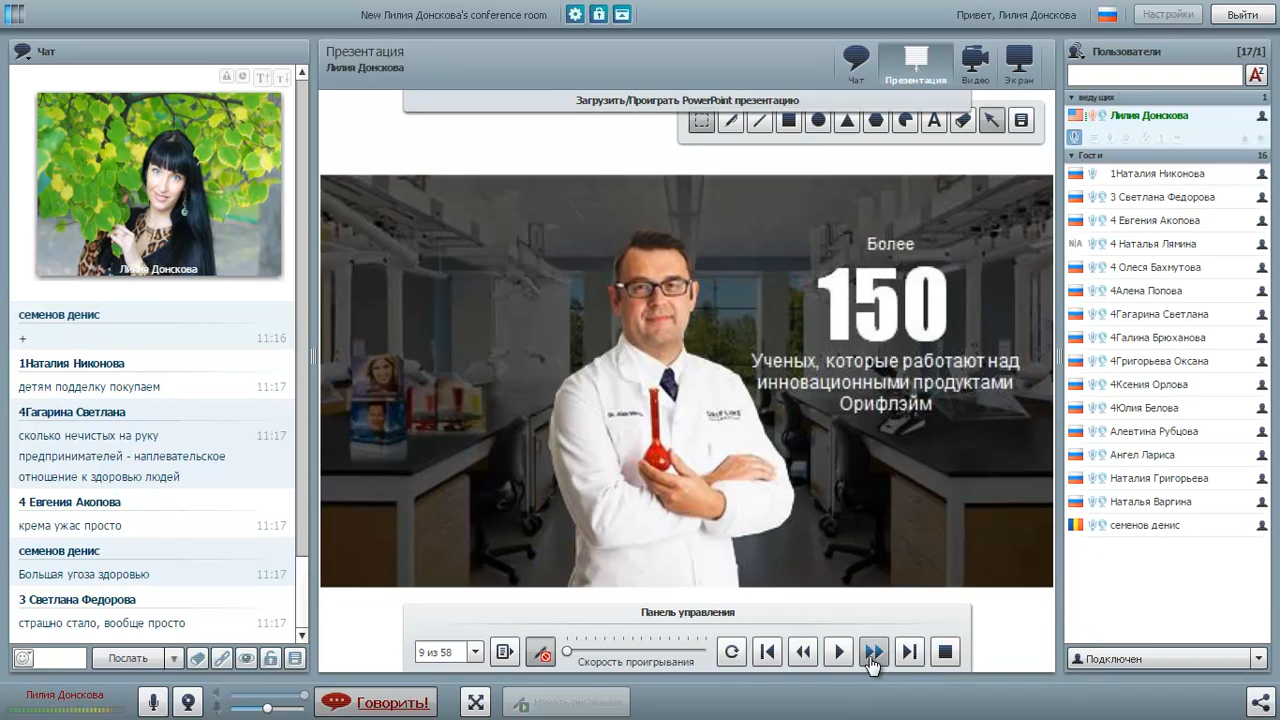 New Лилия Донскова's conference room
Привет, Лилия Донскова
Настройки
Выйти
Чат
T T
Лилия Донскова
семенов денис
+ 11:16
1Наталия Никонова
детям подделку покупаем 11:17
4Гагарина Светлана
сколько нечистых на руку 11:17
предпринимателей - наплевательское
отношение к здоровью людей
4 Евгения Акопова
крема ужас просто 11:17
семенов денис
Большая угоза здоровью 11:17
3 Светлана Федорова
страшно стало, вообще просто 11:17
Послать
Презентация
Лилия Донскова
Чат
Презентация
Видео
Экран
Загрузить/Проиграть PowerPoint презентацию
A
Более
150
Ученых, которые работают над
инновационными продуктами
Орифлэйм
Панель управления
9 из 58
Скорость проигрывания
Пользователи [17/1]
AZ
ведущих 1
Лилия Донскова
Гости 16
1Наталия Никонова
3 Светлана Федорова
4 Евгения Акопова
N/A 4 Наталья Лямина
4 Олеся Бахмутова
4Алена Попова
4Гагарина Светлана
4Галина Брюханова
4Григорьева Оксана
4Ксения Орлова
4Юлия Белова
Алевтина Рубцова
Ангел Лариса
Наталия Григорьева
Наталья Варгина
семенов денис
Подключен
Лилия Донскова
Говорить!